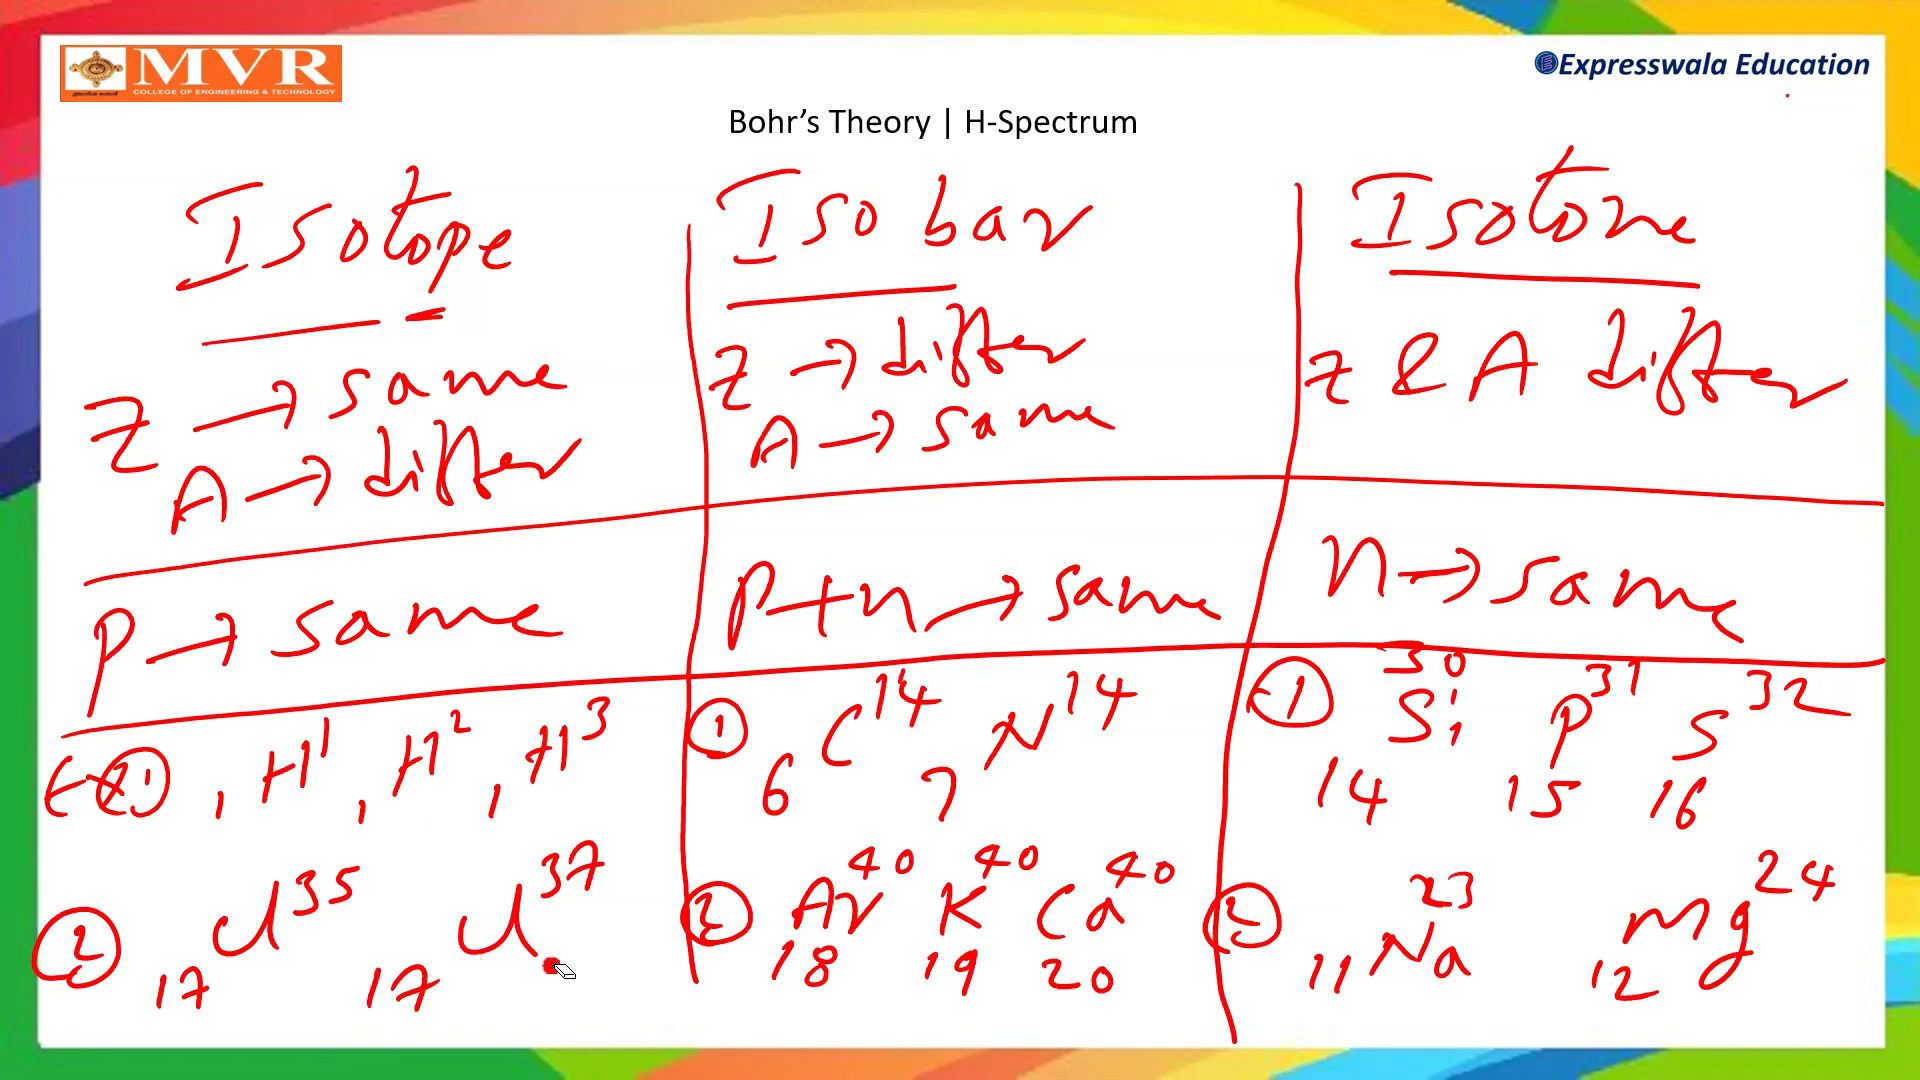 MVR
COLLEGE OF ENGINEERING & TECHNOLOGY
Expresswala Education
Bohr’s Theory | H-Spectrum
Isotope
Z → same
A → differ
P → same
Ex ① ₁H¹, ₁H², ₁H³
② ₁₇Cl³⁵ ₁₇Cl³⁷
Isobar
Z → differ
A → same
P+n → same
① ₆C¹⁴ ₇N¹⁴
② ₁₈Ar⁴⁰ ₁₉K⁴⁰ ₂₀Ca⁴⁰
Isotone
Z & A differ
n → same
① ₁₄Si³⁰ ₁₅P³¹ ₁₆S³²
② ₁₁Na²³ ₁₂Mg²⁴